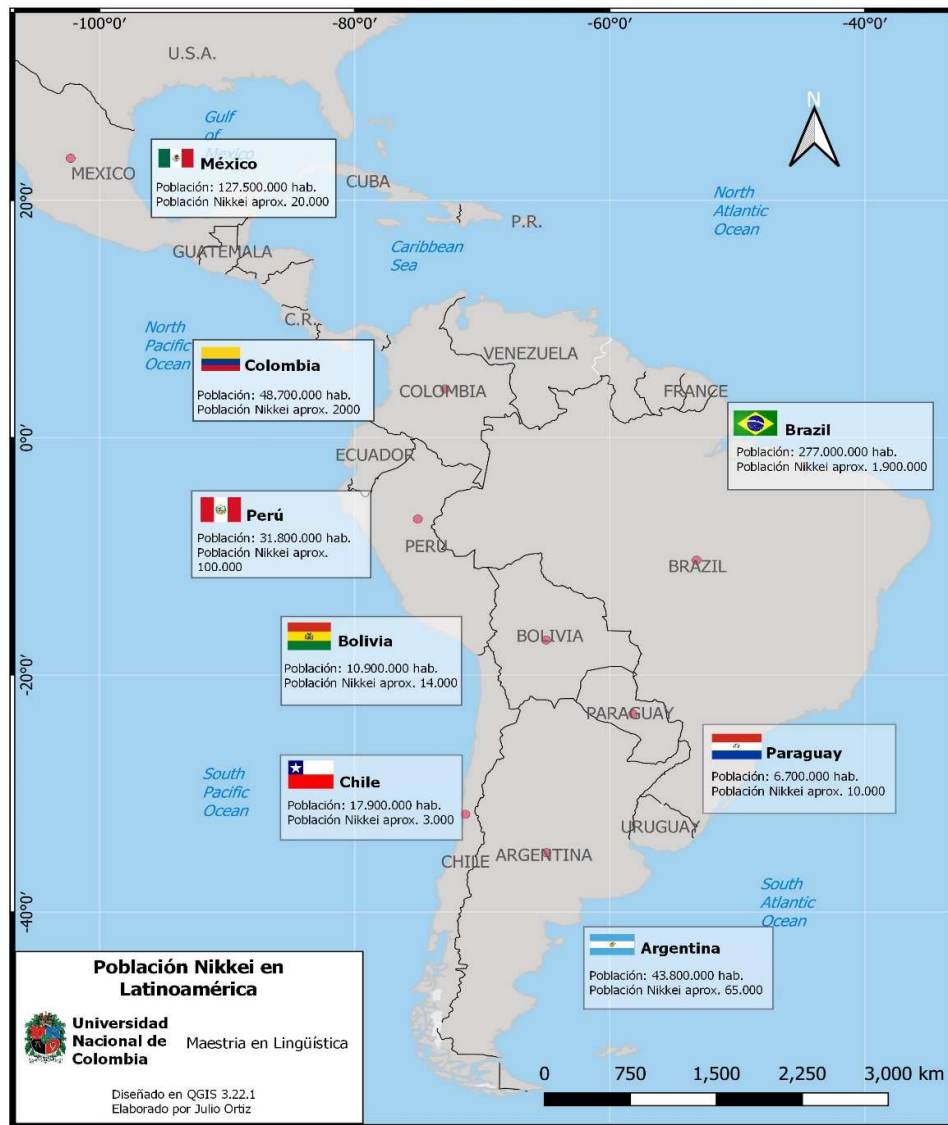 -100°0' -80°0' -60°0' -40°0'
U.S.A.
Gulf
of
Mexico
MEXICO
México
Población: 127.500.000 hab.
Población Nikkei aprox. 20.000
CUBA
P.R.
North
Atlantic
Ocean
20°0'
GUATEMALA
Caribbean
Sea
C.R.
North
Pacific
Ocean
VENEZUELA
Colombia
Población: 48.700.000 hab.
Población Nikkei aprox. 2000
COLOMBIA
FRANCE
Brazil
Población: 277.000.000 hab.
Población Nikkei aprox. 1.900.000
0°0'
ECUADOR
Perú
Población: 31.800.000 hab.
Población Nikkei aprox.
100.000
PERU
BRAZIL
Bolivia
Población: 10.900.000 hab.
Población Nikkei aprox. 14.000
BOLIVIA
-20°0'
PARAGUAY
Paraguay
Población: 6.700.000 hab.
Población Nikkei aprox. 10.000
South
Pacific
Ocean
Chile
Población: 17.900.000 hab.
Población Nikkei aprox. 3.000
URUGUAY
CHILE
ARGENTINA
South
Atlantic
Ocean
-40°0'
Argentina
Población: 43.800.000 hab.
Población Nikkei aprox. 65.000
N
Población Nikkei en
Latinoamérica
Universidad
Nacional de
Colombia
Maestria en Lingüística
Diseñado en QGIS 3.22.1
Elaborado por Julio Ortiz
0 750 1,500 2,250 3,000 km